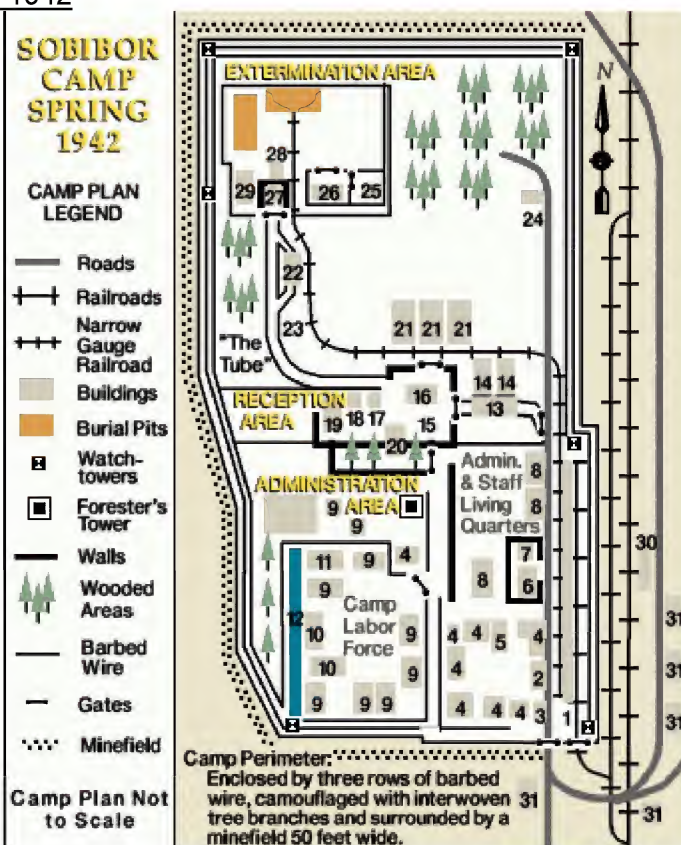 1942
SOBIBOR
CAMP
SPRING
1942
CAMP PLAN
LEGEND
Roads
Railroads
Narrow
Gauge
Railroad
Buildings
Burial Pits
Watch-
towers
Forester's
Tower
Walls
Wooded
Areas
Barbed
Wire
Gates
Minefield
Camp Plan Not
to Scale
EXTERMINATION AREA
N
28
29
27
26
25
24
22
23
21 21 21
"The
Tube"
14 14
13
16
RECEPTION
AREA
19 18 17
15
20
Admin.
& Staff
Living
Quarters
8
8
ADMINISTRATION
AREA
9
9
30
7
6
8
11 9 4
9
Camp
Labor
Force
12
10
9
10
9
9 9 9
4 4 5 4
4
2
4 4 4 3 1
31
31
31
31
31
Camp Perimeter:
Enclosed by three rows of barbed
wire, camouflaged with interwoven
tree branches and surrounded by a
minefield 50 feet wide.